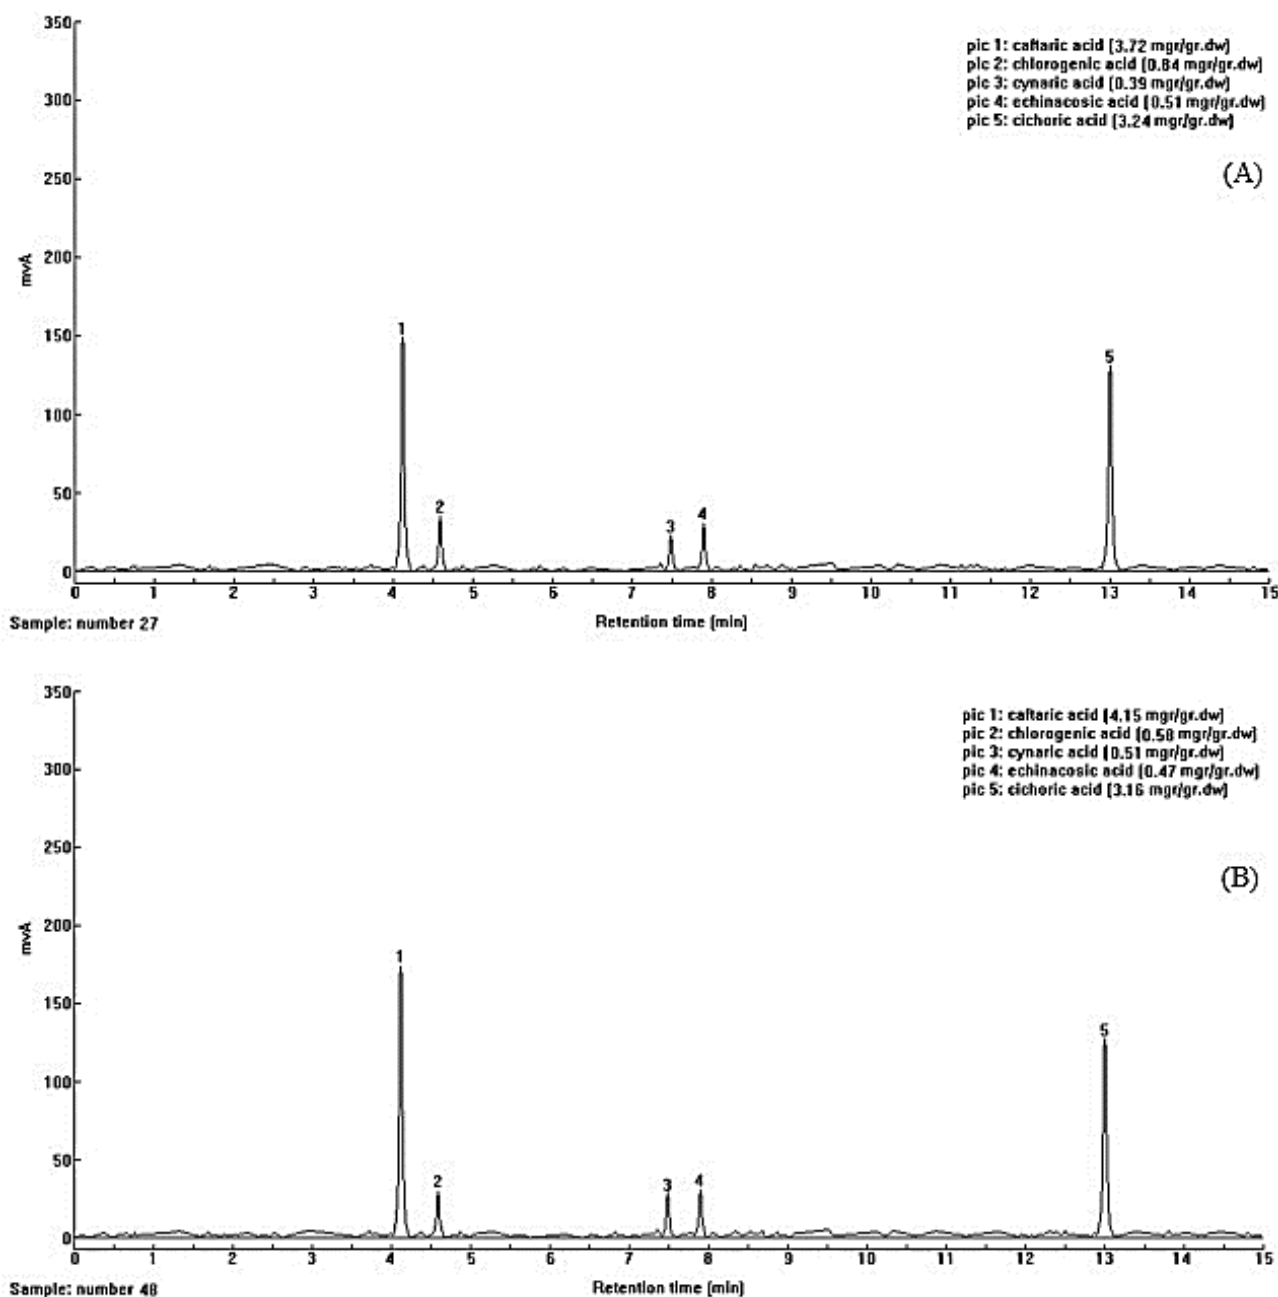 350
300
250
200
150
100
50
0
mvA
pic 1: caftaric acid [3.72 mgr/gr.dw]
pic 2: chlorogenic acid [0.84 mgr/gr.dw]
pic 3: cynaric acid [0.39 mgr/gr.dw]
pic 4: echinacosic acid [0.51 mgr/gr.dw]
pic 5: cichoric acid [3.24 mgr/gr.dw]
(A)
1
2
3
4
5
0 1 2 3 4 5 6 7 8 9 10 11 12 13 14 15
Sample: number 27
Retention time [min]
350
300
250
200
150
100
50
0
mvA
pic 1: caftaric acid [4.15 mgr/gr.dw]
pic 2: chlorogenic acid [0.58 mgr/gr.dw]
pic 3: cynaric acid [0.51 mgr/gr.dw]
pic 4: echinacosic acid [0.47 mgr/gr.dw]
pic 5: cichoric acid [3.16 mgr/gr.dw]
(B)
1
2
3
4
5
0 1 2 3 4 5 6 7 8 9 10 11 12 13 14 15
Sample: number 48
Retention time [min]